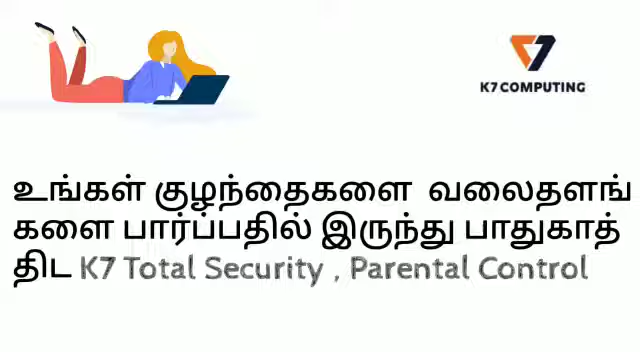 K7 COMPUTING
உங்கள் குழந்தைகளை வலைதளங்
களை பார்ப்பதில் இருந்து பாதுகாத்
திட K7 Total Security , Parental Control